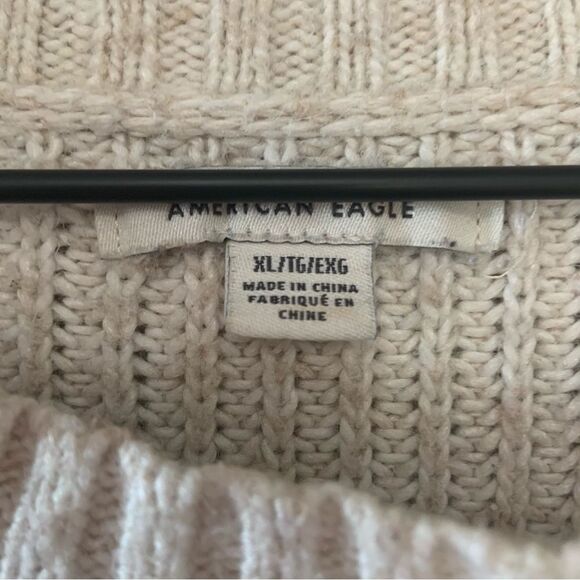 AMERICAN EAGLE
XL/TG/EXG
MADE IN CHINA
FABRIQUÉ EN
CHINE